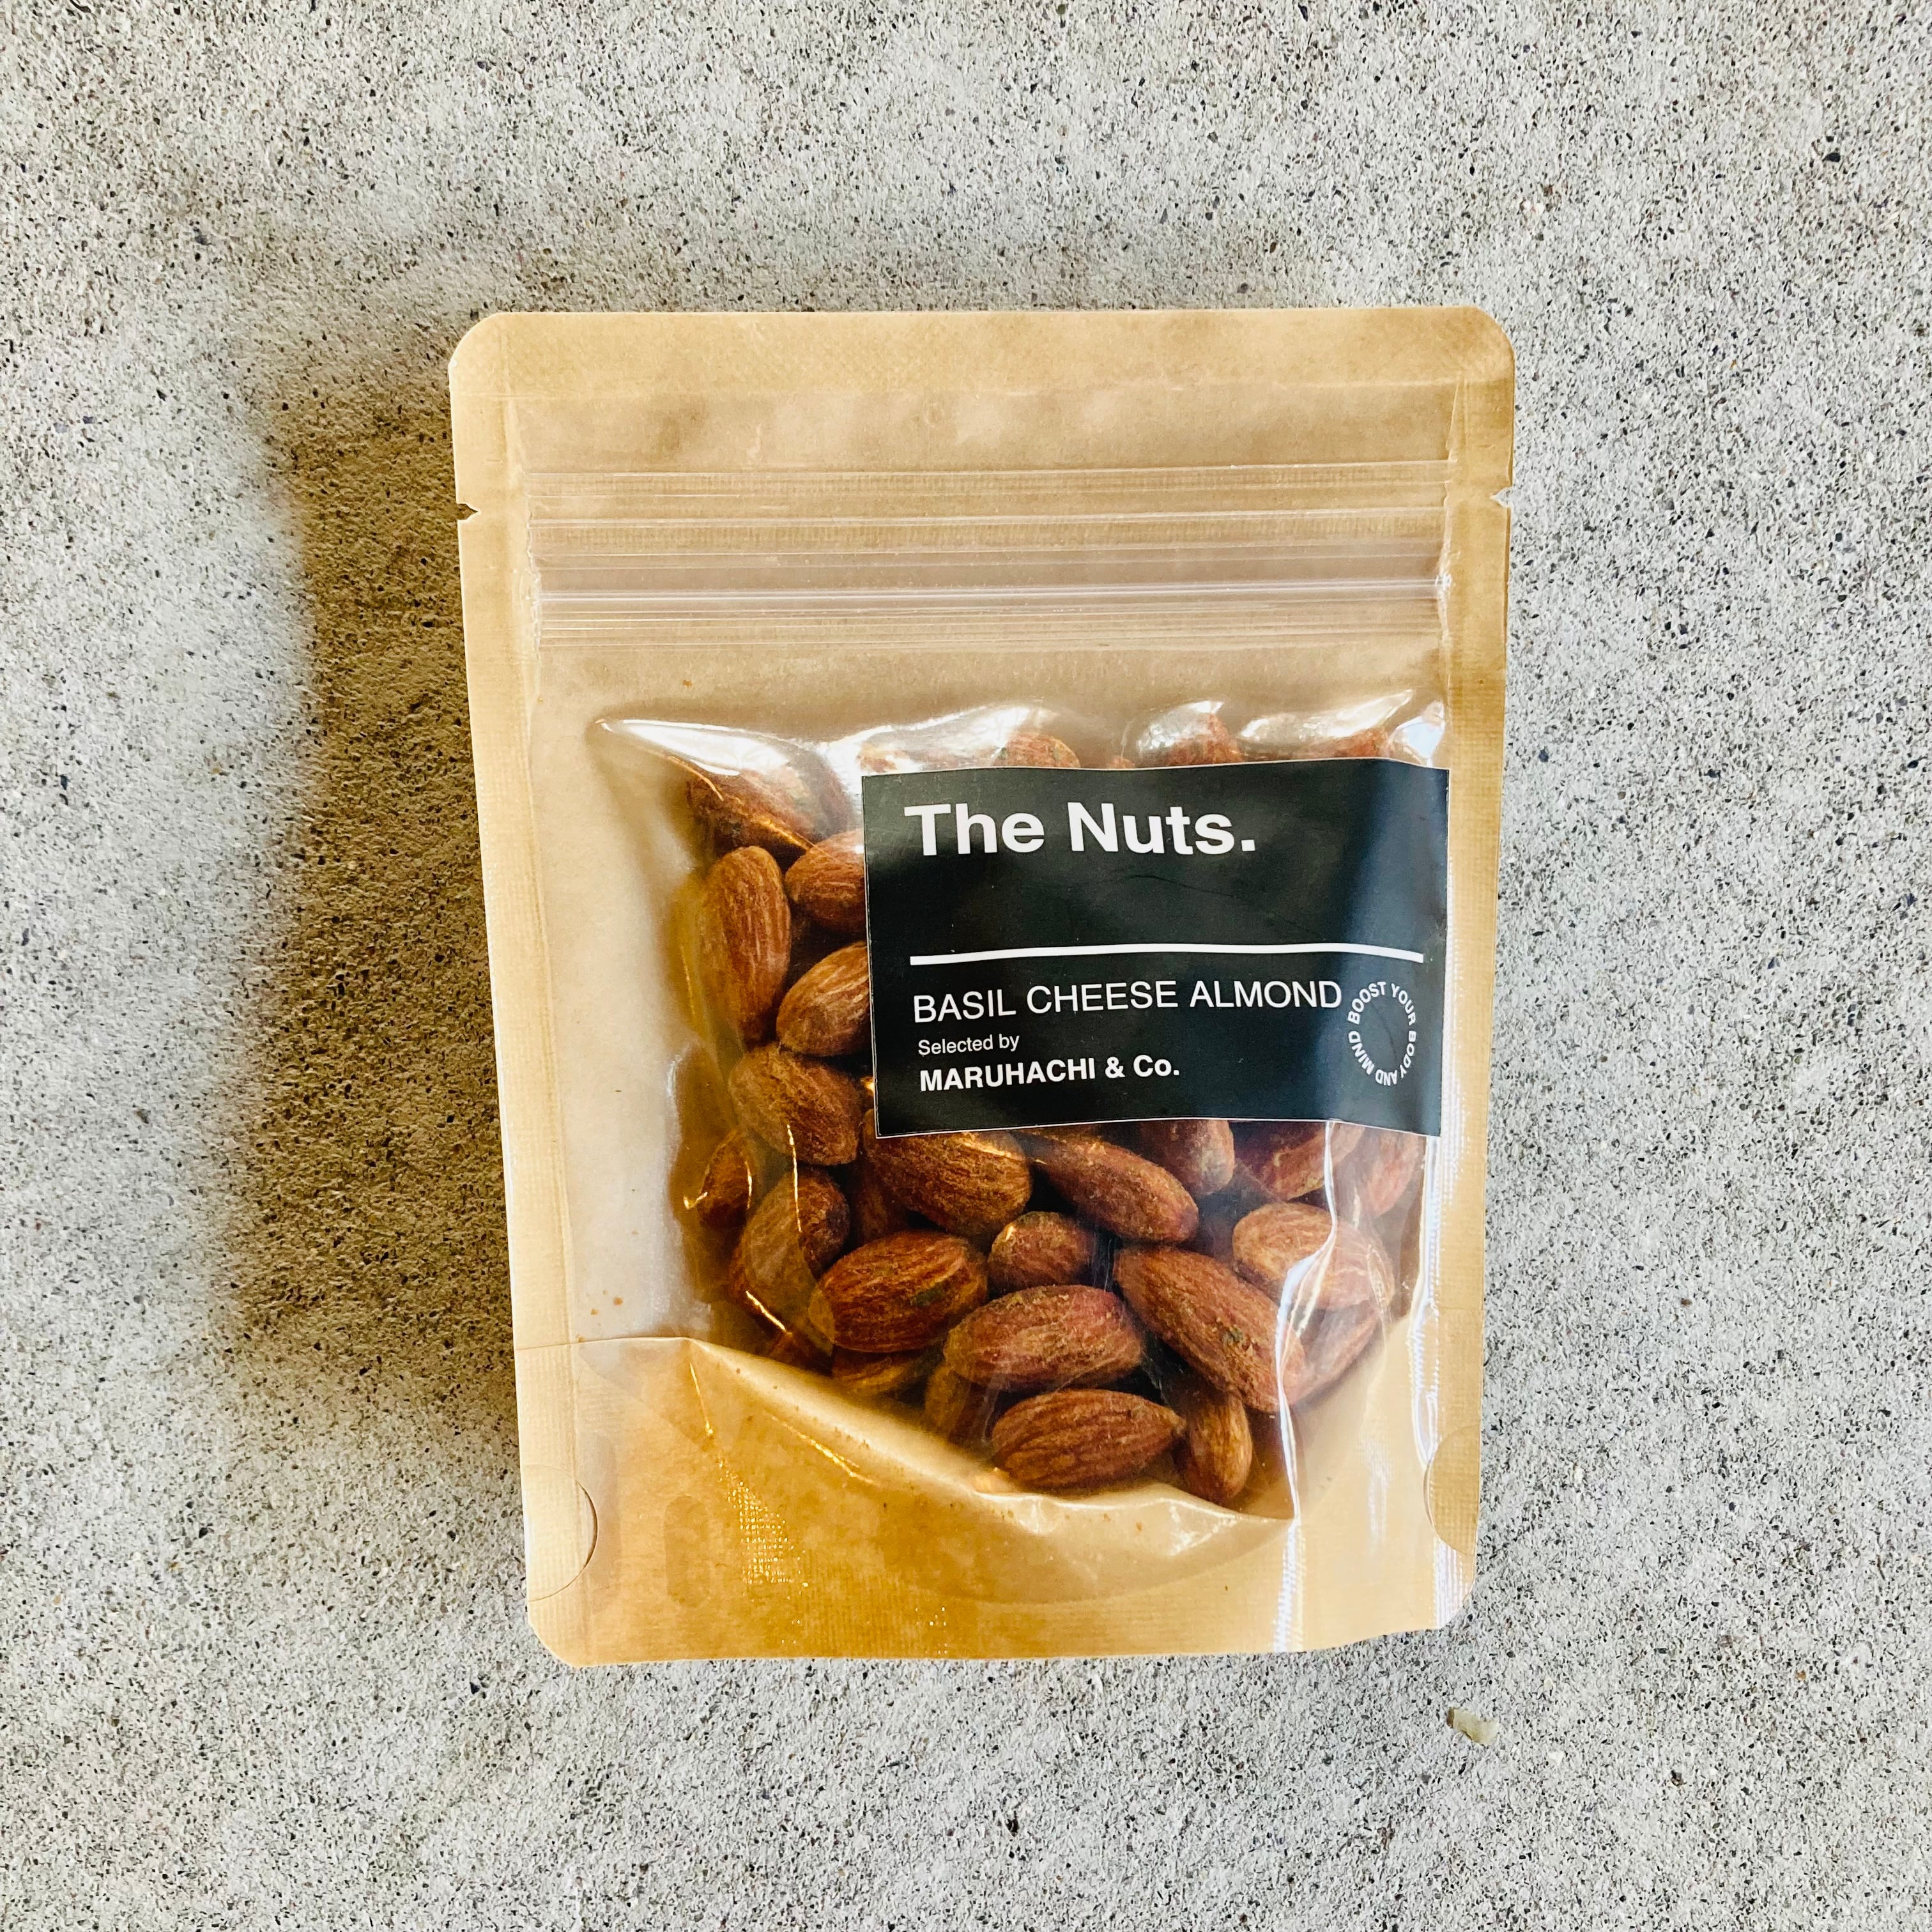 The Nuts.
BASIL CHEESE ALMOND
Selected by
MARUHACHI & Co.
BOOST YOUR BODY AND MIND